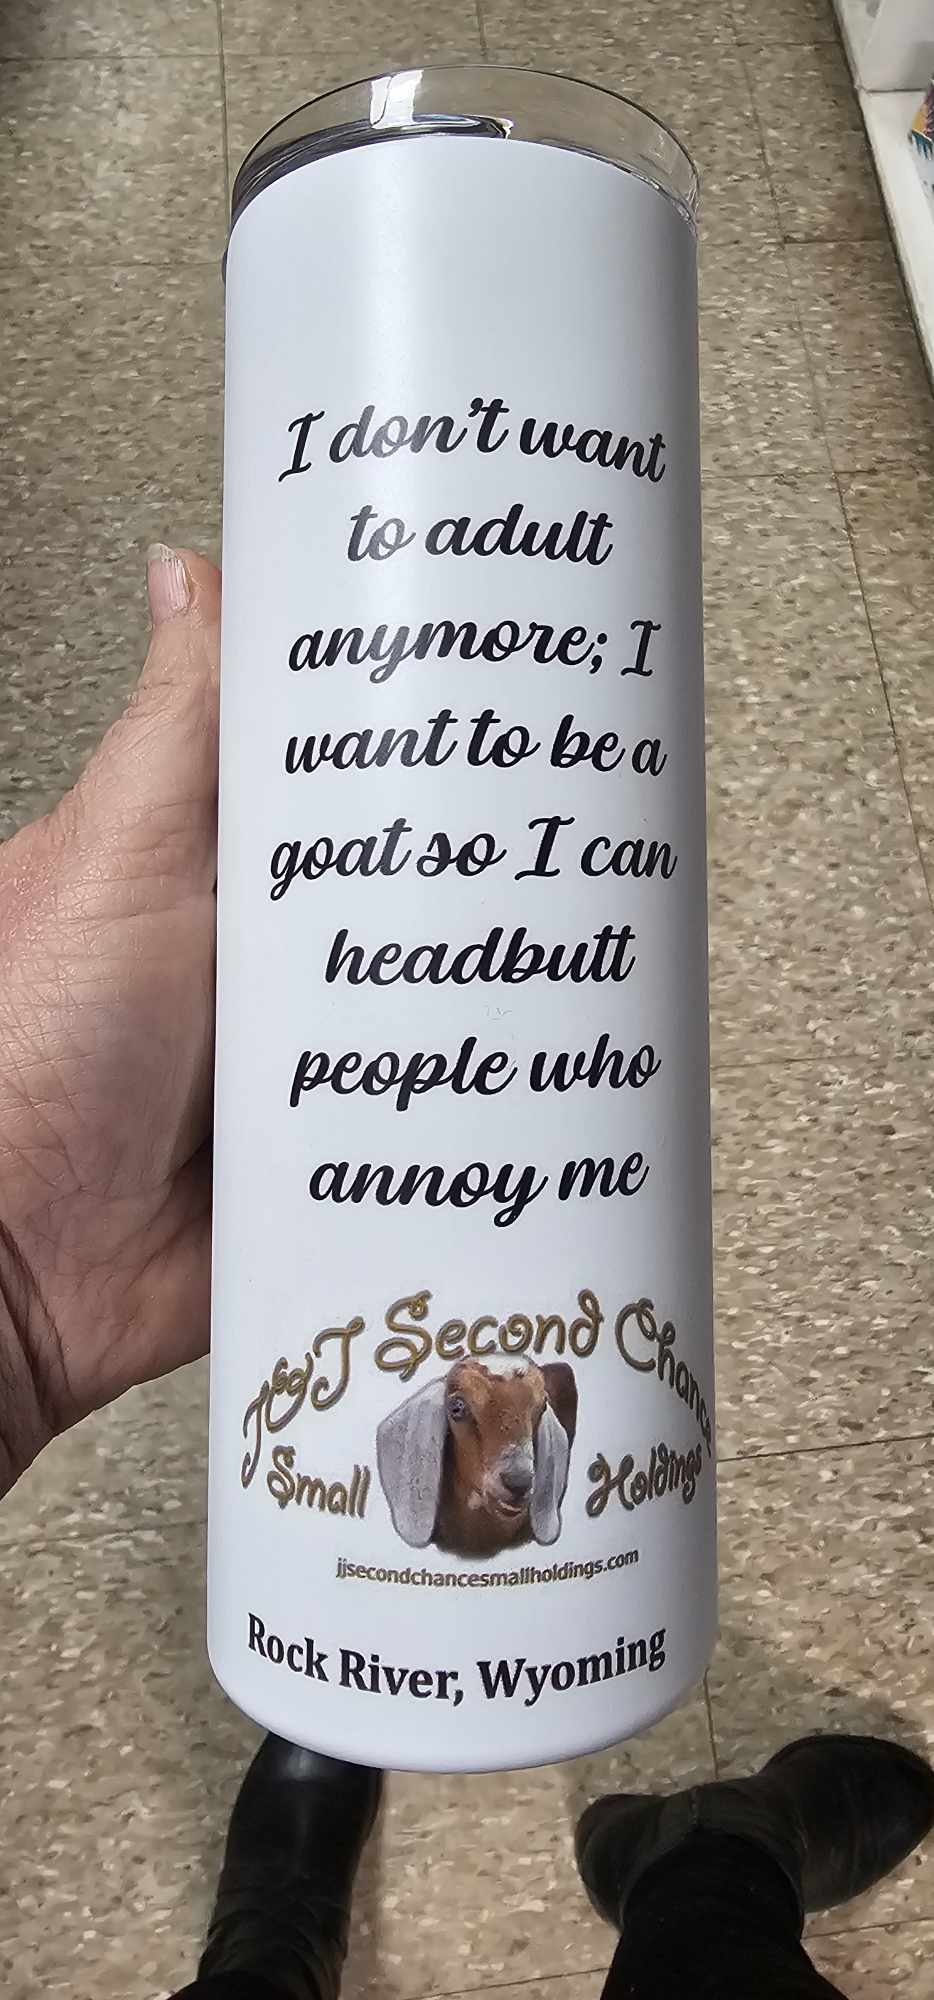 I don't want
to adult
anymore; I
want to be a
goat so I can
headbutt
people who
annoy me
J&J Second Chance
Small Holdings
jjsecondchancesmallholdings.com
Rock River, Wyoming